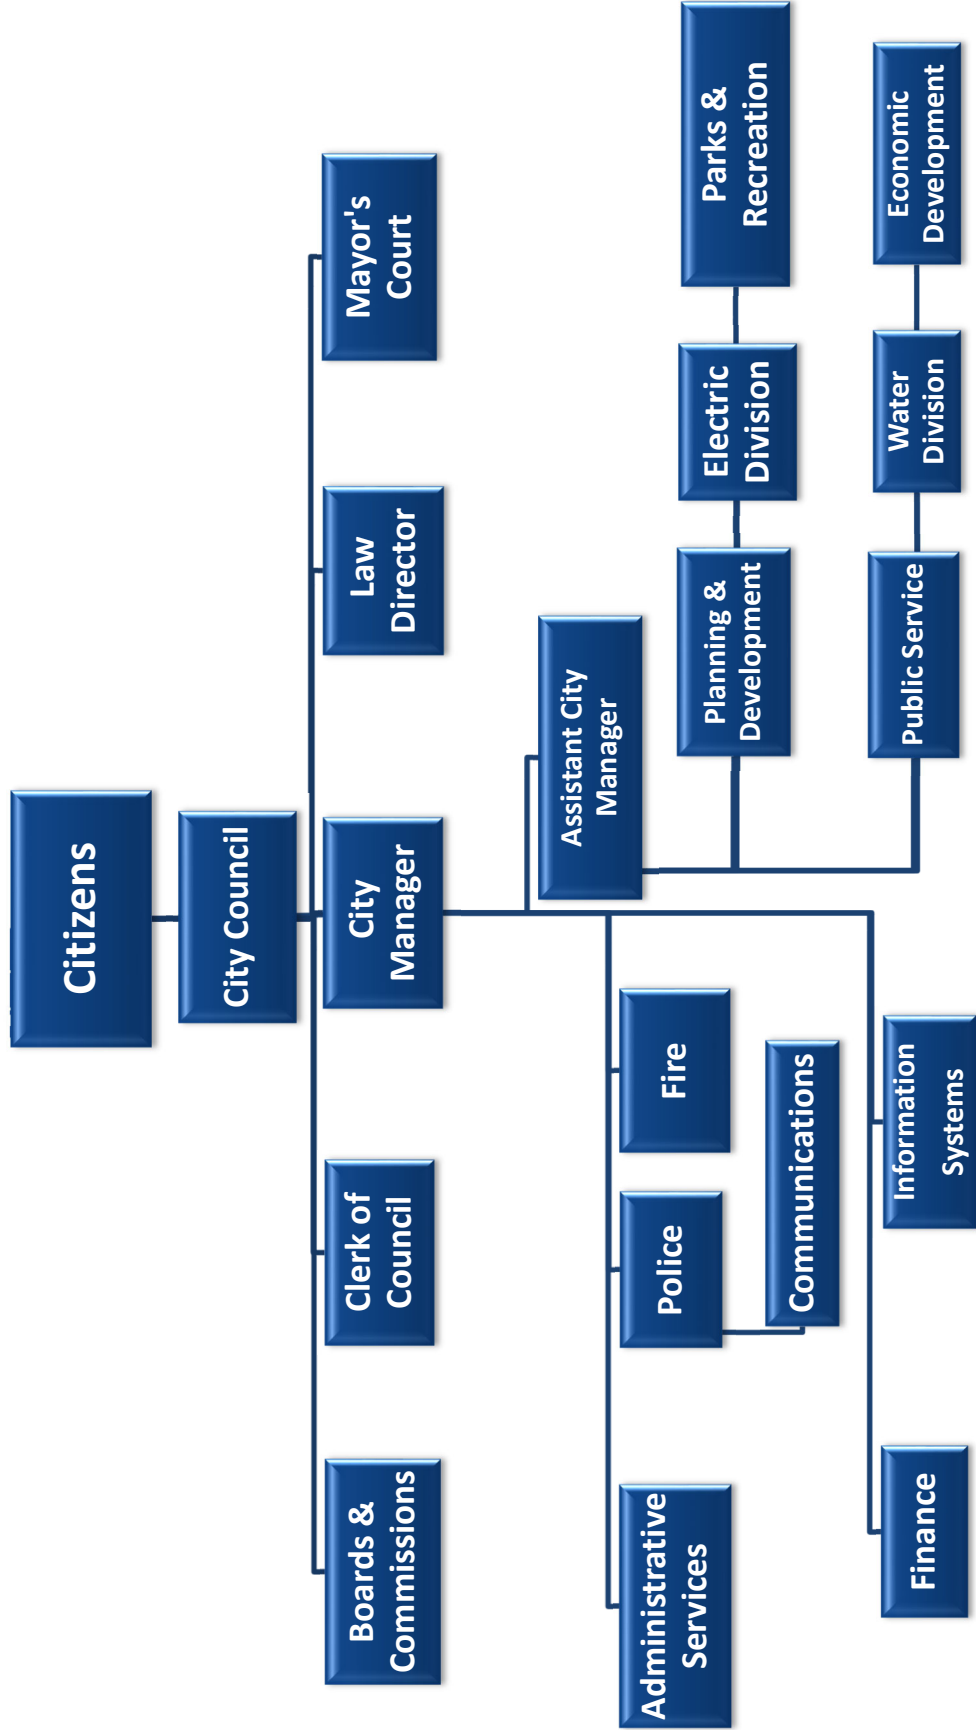 Citizens
City Council
Boards &
Commissions
Clerk of
Council
City
Manager
Law
Director
Mayor's
Court
Assistant City
Manager
Administrative
Services
Police
Fire
Communications
Finance
Information
Systems
Planning &
Development
Electric
Division
Parks &
Recreation
Public Service
Water
Division
Economic
Development